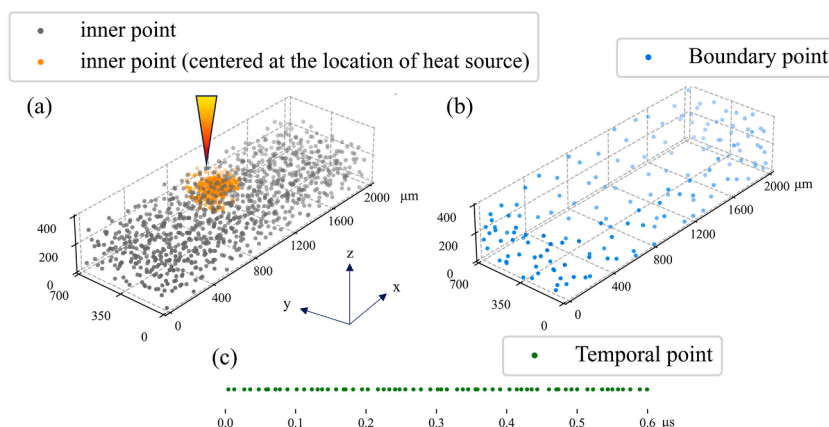 inner point
inner point (centered at the location of heat source)
Boundary point
(a)
(b)
2000 μm
1600
1200
800
400
0
400
200
0
700
350
0
z
x
y
2000 μm
1600
1200
800
400
0
400
200
0
700
350
0
(c)
Temporal point
0.0 0.1 0.2 0.3 0.4 0.5 0.6 μs